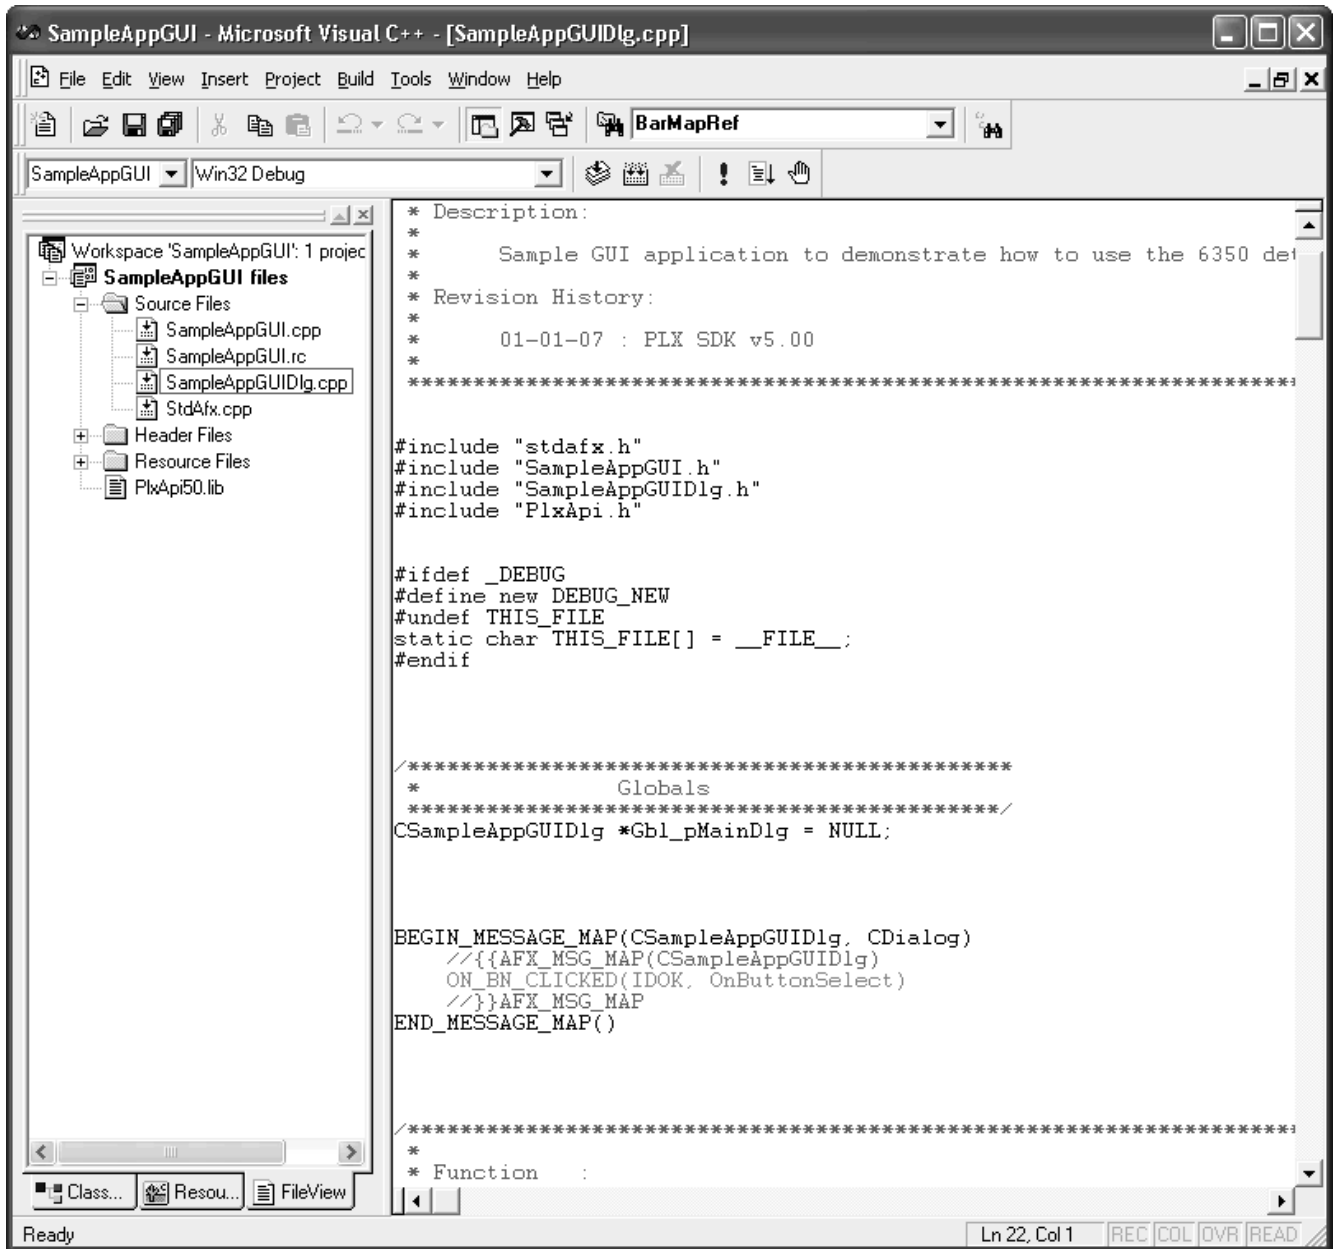 SampleAppGUI - Microsoft Visual C++ - [SampleAppGUIDlg.cpp]
File Edit View Insert Project Build Tools Window Help
BarMapRef
SampleAppGUI Win32 Debug
Workspace 'SampleAppGUI': 1 projec
SampleAppGUI files
Source Files
SampleAppGUI.cpp
SampleAppGUI.rc
SampleAppGUIDlg.cpp
StdAfx.cpp
Header Files
Resource Files
PlxApi50.lib
Class... Resou... FileView
* Description:
*
* Sample GUI application to demonstrate how to use the 6350 det
*
* Revision History:
*
* 01-01-07 : PLX SDK v5.00
*
********************************************************************
#include "stdafx.h"
#include "SampleAppGUI.h"
#include "SampleAppGUIDlg.h"
#include "PlxApi.h"
#ifdef _DEBUG
#define new DEBUG_NEW
#undef THIS_FILE
static char THIS_FILE[] = __FILE__;
#endif
/**********************************************
* Globals
*********************************************/
CSampleAppGUIDlg *Gbl_pMainDlg = NULL;
BEGIN_MESSAGE_MAP(CSampleAppGUIDlg, CDialog)
//{{AFX_MSG_MAP(CSampleAppGUIDlg)
ON_BN_CLICKED(IDOK, OnButtonSelect)
//}}AFX_MSG_MAP
END_MESSAGE_MAP()
/********************************************************************
*
* Function :
Ready Ln 22, Col 1 REC COL OVR READ